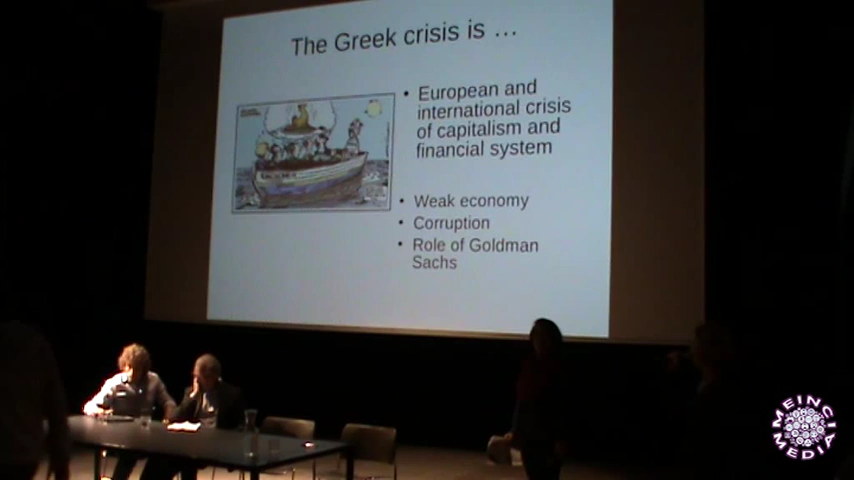 The Greek crisis is ...
• European and
international crisis
of capitalism and
financial system
• Weak economy
• Corruption
• Role of Goldman
Sachs
MEINCIA
MEDIA